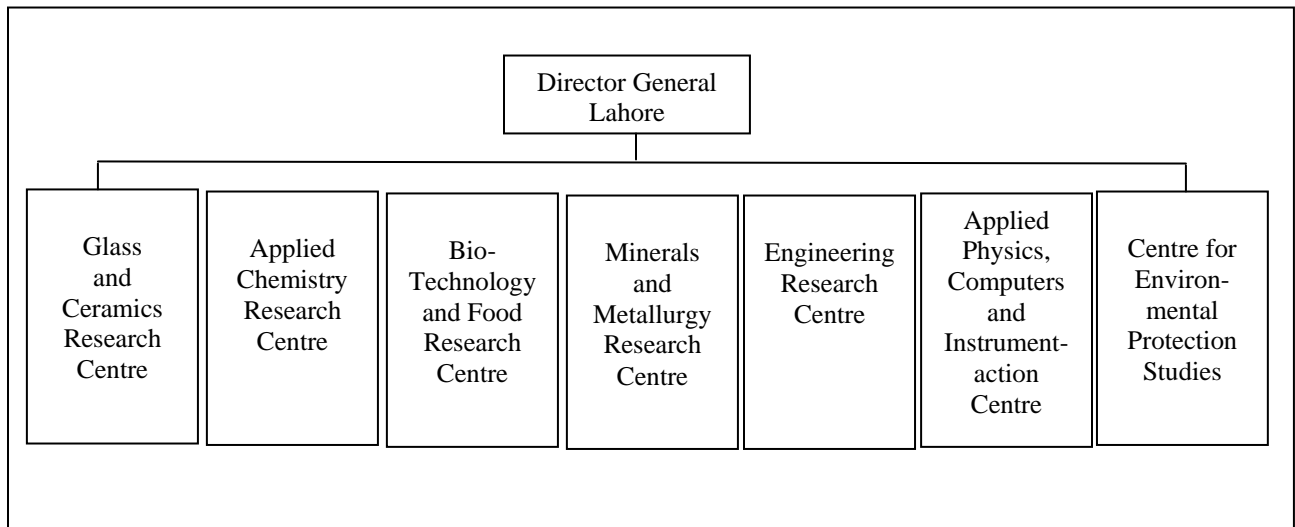 Director General
Lahore
Glass
and
Ceramics
Research
Centre
Applied
Chemistry
Research
Centre
Bio-
Technology
and Food
Research
Centre
Minerals
and
Metallurgy
Research
Centre
Engineering
Research
Centre
Applied
Physics,
Computers
and
Instrument-
action
Centre
Centre for
Environ-
mental
Protection
Studies